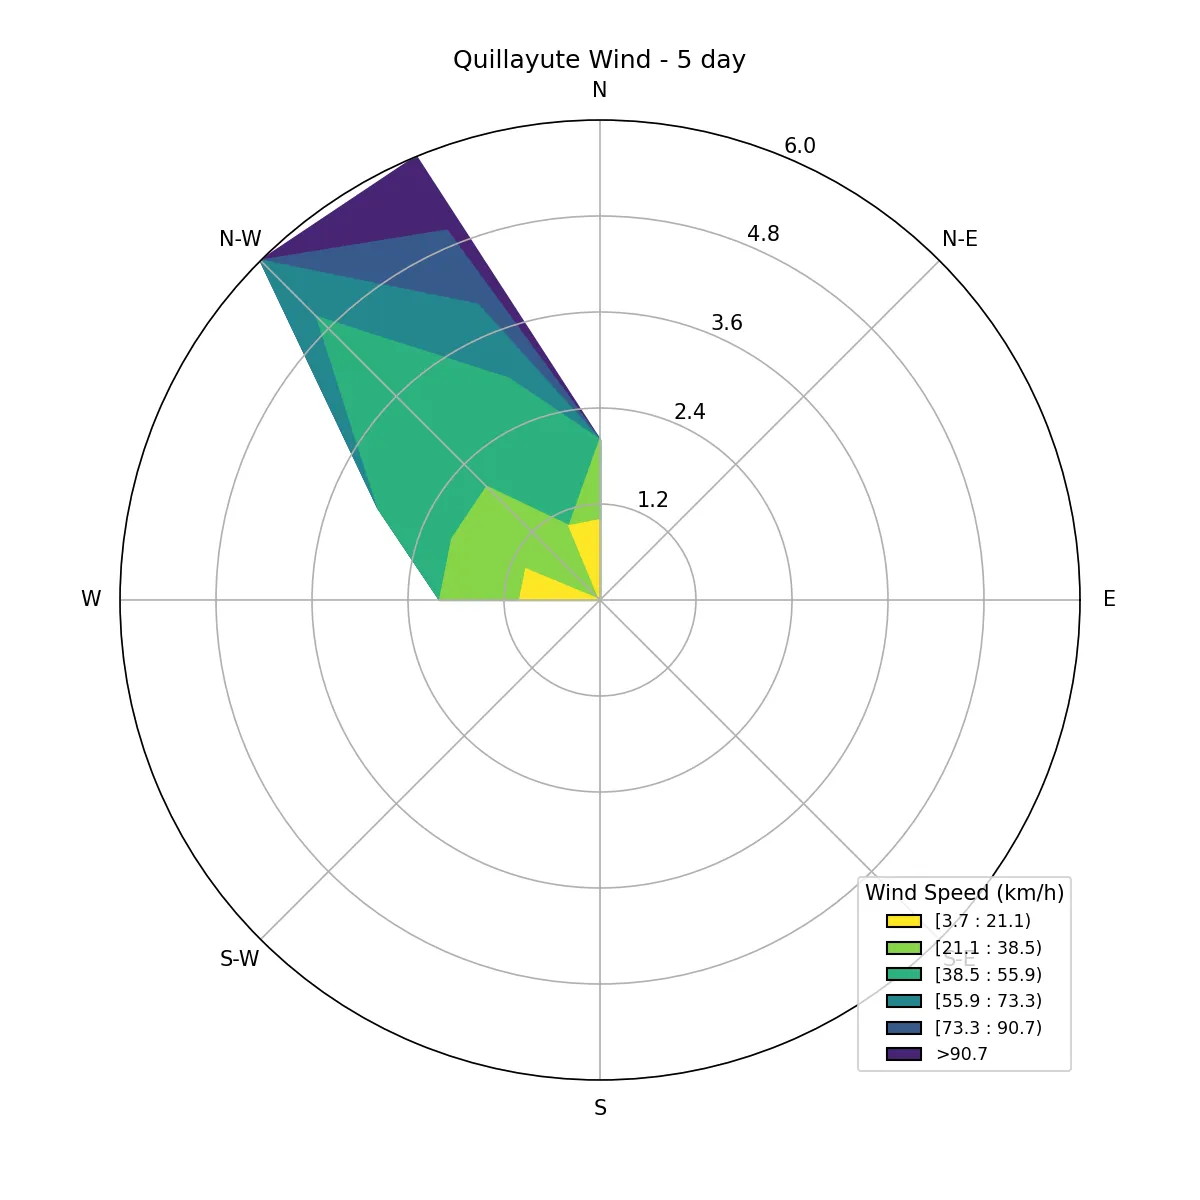 Quillayute Wind - 5 day
N
6.0
N-W
4.8
N-E
3.6
2.4
1.2
W
E
Wind Speed (km/h)
[3.7 : 21.1)
[21.1 : 38.5)
S-W
S-E
[38.5 : 55.9)
[55.9 : 73.3)
[73.3 : 90.7)
>90.7
S